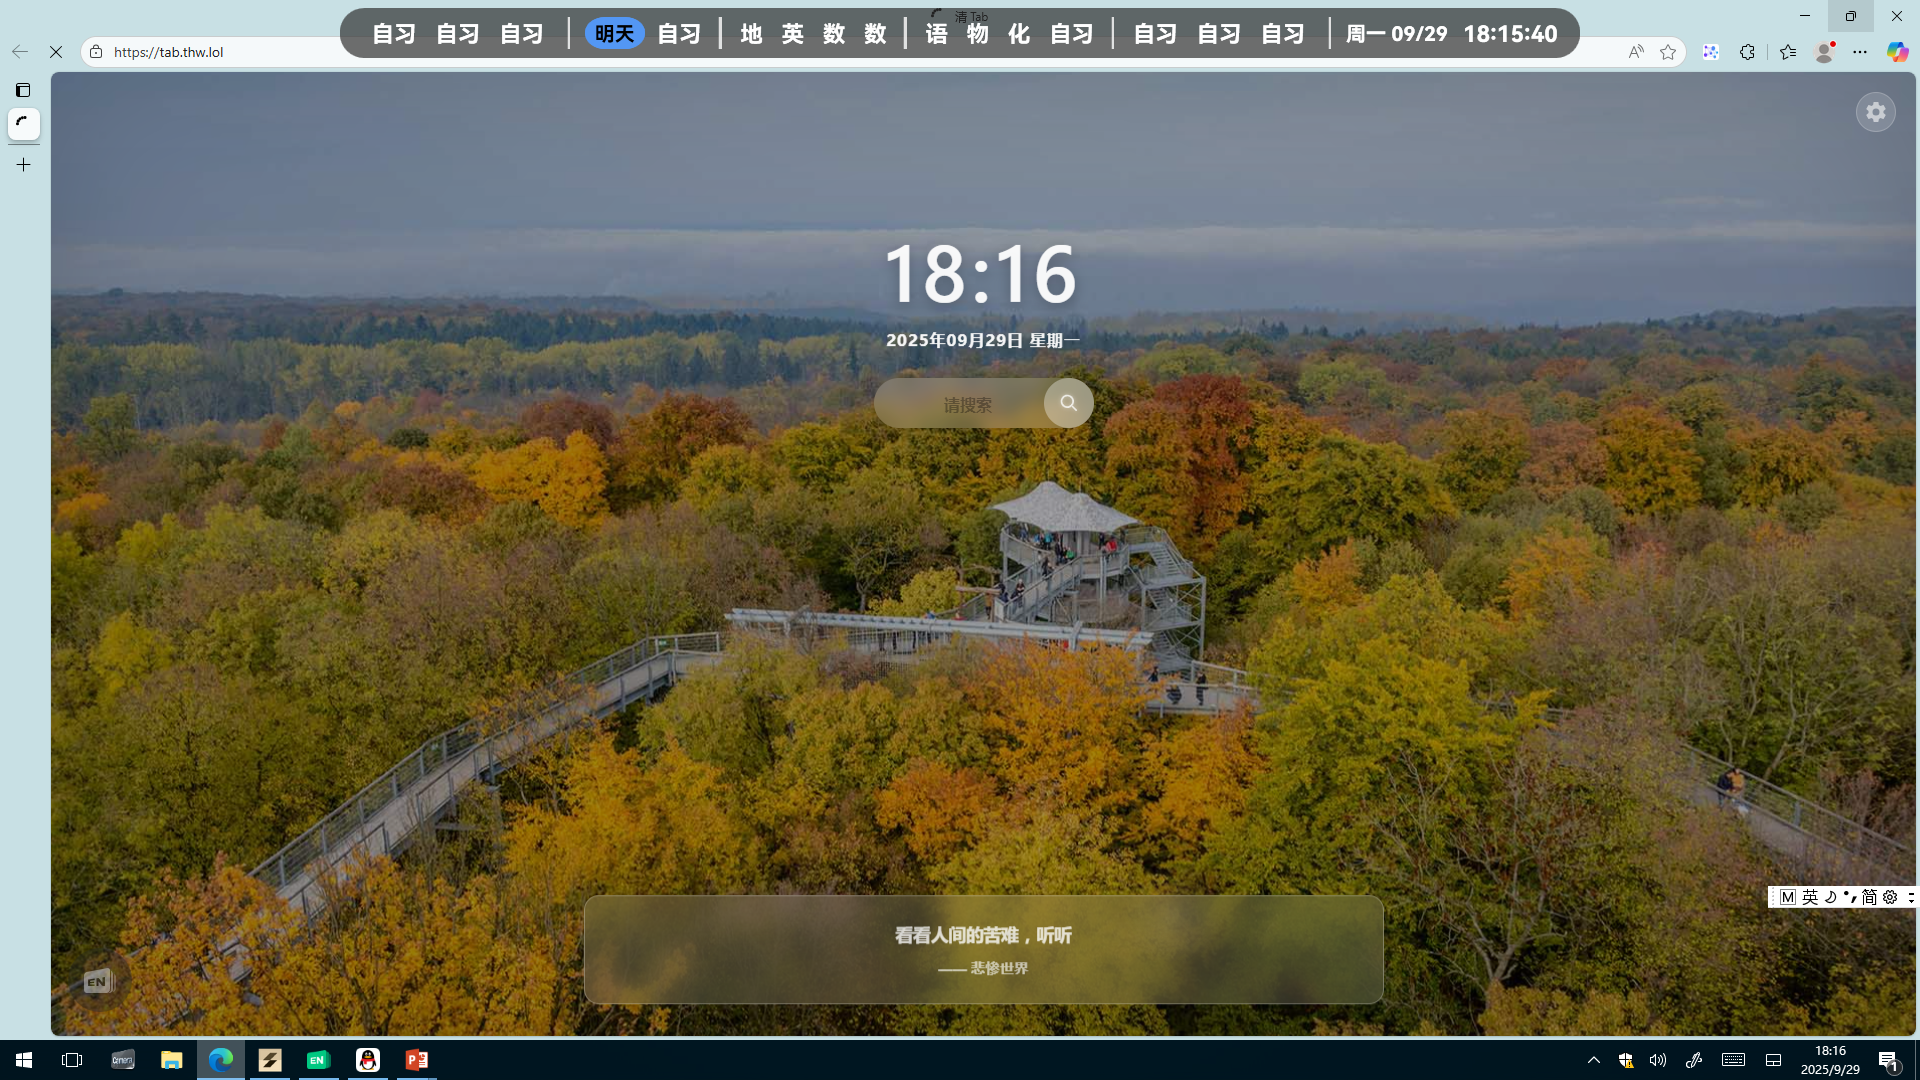 清 Tab
自习 自习 自习 | 明天 自习 | 地 英 数 数 | 语 物 化 自习 | 自习 自习 自习 | 周一 09/29 18:15:40
https://tab.thw.lol
18:16
2025年09月29日 星期一
请搜索
看看人间的苦难，听听
—— 悲惨世界
M 英 简
EN
Camera
EN
18:16
2025/9/29
1